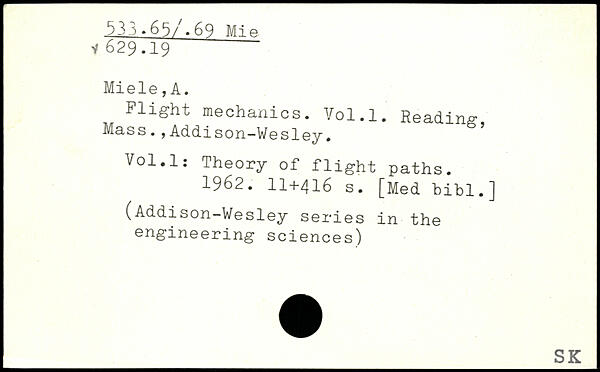 533.65/.69 Mie
v 629.19
Miele,A.
Flight mechanics. Vol.1. Reading,
Mass.,Addison-Wesley.
Vol.1: Theory of flight paths.
1962. 11+416 s. [Med bibl.]
(Addison-Wesley series in the
engineering sciences)
SK